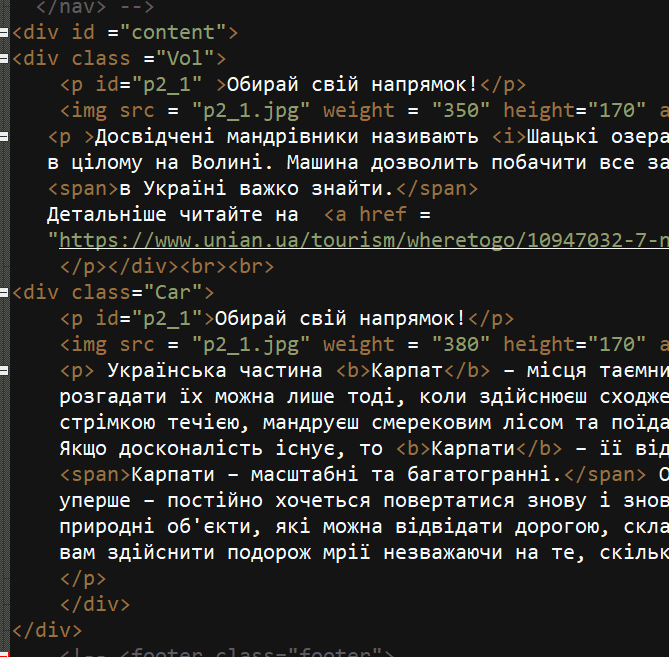 </nav> -->
<div id ="content">
<div class ="Vol">
<p id="p2_1" >Обирай свій напрямок!</p>
<img src = "p2_1.jpg" weight = "350" height="170" a
<p >Досвідчені мандрівники називають <i>Шацькі озера
в цілому на Волині. Машина дозволить побачити все за
<span>в Україні важко знайти.</span>
Детальніше читайте на  <a href =
"https://www.unian.ua/tourism/wheretogo/10947032-7-n
</p></div><br><br>
<div class="Car">
<p id="p2_1">Обирай свій напрямок!</p>
<img src = "p2_1.jpg" weight = "380" height="170" a
<p> Українська частина <b>Карпат</b> – місця таємни
розгадати їх можна лише тоді, коли здійснюєш сходже
стрімкою течією, мандруєш смерековим лісом та поїда
Якщо досконалість існує, то <b>Карпати</b> – її від
<span>Карпати – масштабні та багатогранні.</span> О
уперше – постійно хочеться повертатися знову і знов
природні об'єкти, які можна відвідати дорогою, скла
вам здійснити подорож мрії незважаючи на те, скільк
</p>
</div>
</div>
<!-- <footer class="footer">